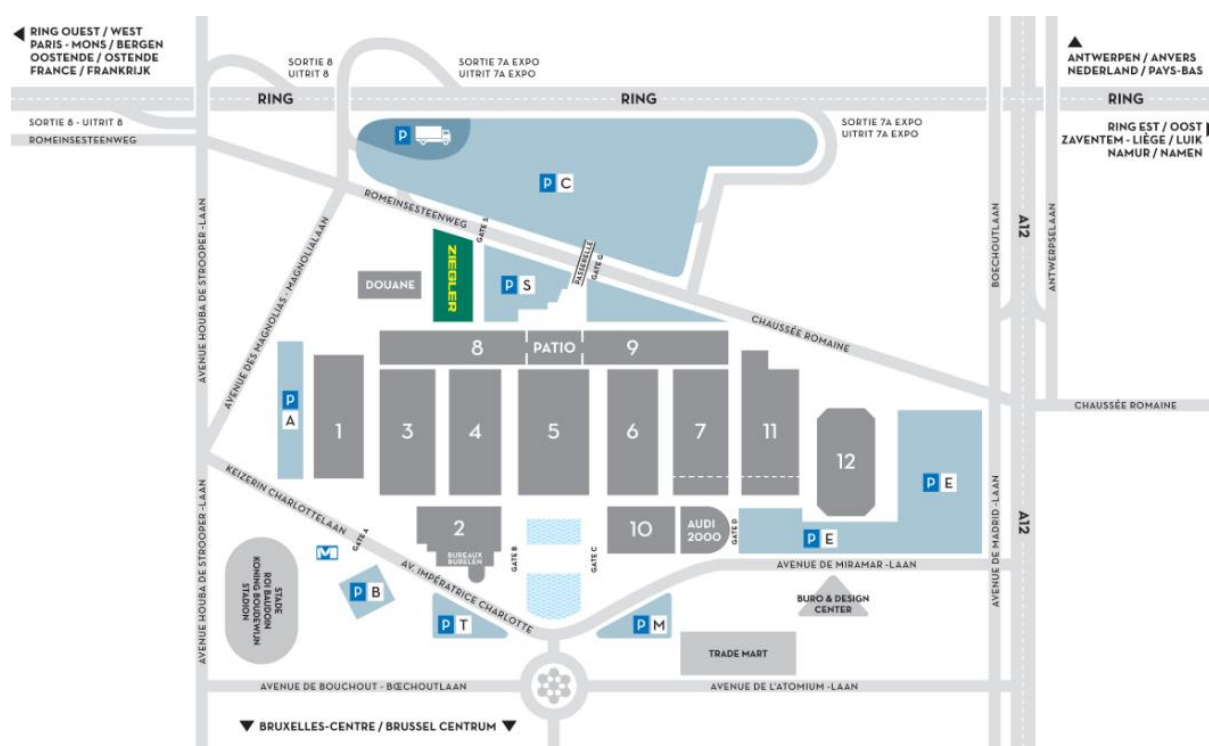 RING OUEST / WEST
PARIS - MONS / BERGEN
OOSTENDE / OSTENDE
FRANCE / FRANKRIJK
SORTIE 8
UITRIT 8
SORTIE 7A EXPO
UITRIT 7A EXPO
ANTWERPEN / ANVERS
NEDERLAND / PAYS-BAS
RING
RING
RING
SORTIE 8 - UITRIT 8
ROMEINSESTEENWEG
P
SORTIE 7A EXPO
UITRIT 7A EXPO
RING EST / OOST
ZAVENTEM - LIÈGE / LUIK
NAMUR / NAMEN
P C
ROMEINSESTEENWEG
AVENUE HOUBA DE STROOPER -LAAN
AVENUE DES MAGNOLIAS - MAGNOLIALAAN
BOECHOUTLAAN
A12
ANTWERPSELAAN
GATE S
ZIEGLER
DOUANE
P S
PASSERELLE
GATE G
CHAUSSÉE ROMAINE
8
PATIO
9
CHAUSSÉE ROMAINE
P
A
1
3
4
5
6
7
11
12
P E
KEIZERIN CHARLOTTELAAN
AVENUE HOUBA DE STROOPER -LAAN
GATE A
M
2
BUREAUX
BURELEN
GATE B
GATE C
10
AUDI
2000
GATE D
P E
AVENUE DE MADRID -LAAN
A12
AVENUE DE MIRAMAR -LAAN
STADE
ROI BAUDOIN
KONING BOUDEWIJN
STADION
P B
AV. IMPÉRATRICE CHARLOTTE
P T
P M
BURO & DESIGN
CENTER
TRADE MART
AVENUE DE BOUCHOUT - BŒCHOUTLAAN
AVENUE DE L'ATOMIUM -LAAN
BRUXELLES-CENTRE / BRUSSEL CENTRUM